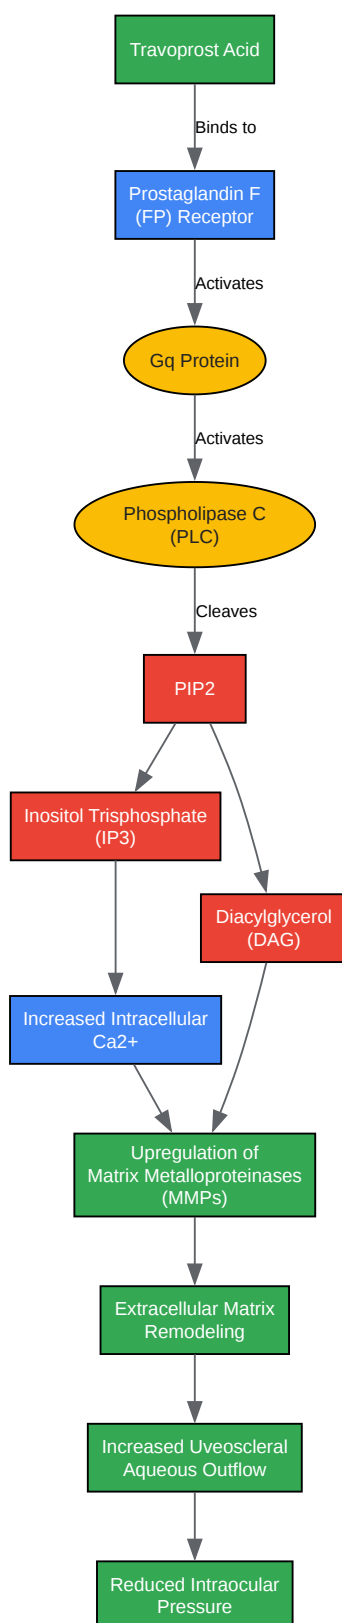 Travoprost Acid
Binds to
Prostaglandin F
(FP) Receptor
Activates
Gq Protein
Activates
Phospholipase C
(PLC)
Cleaves
PIP2
Inositol Trisphosphate
(IP3)
Diacylglycerol
(DAG)
Increased Intracellular
Ca2+
Upregulation of
Matrix Metalloproteinases
(MMPs)
Extracellular Matrix
Remodeling
Increased Uveoscleral
Aqueous Outflow
Reduced Intraocular
Pressure